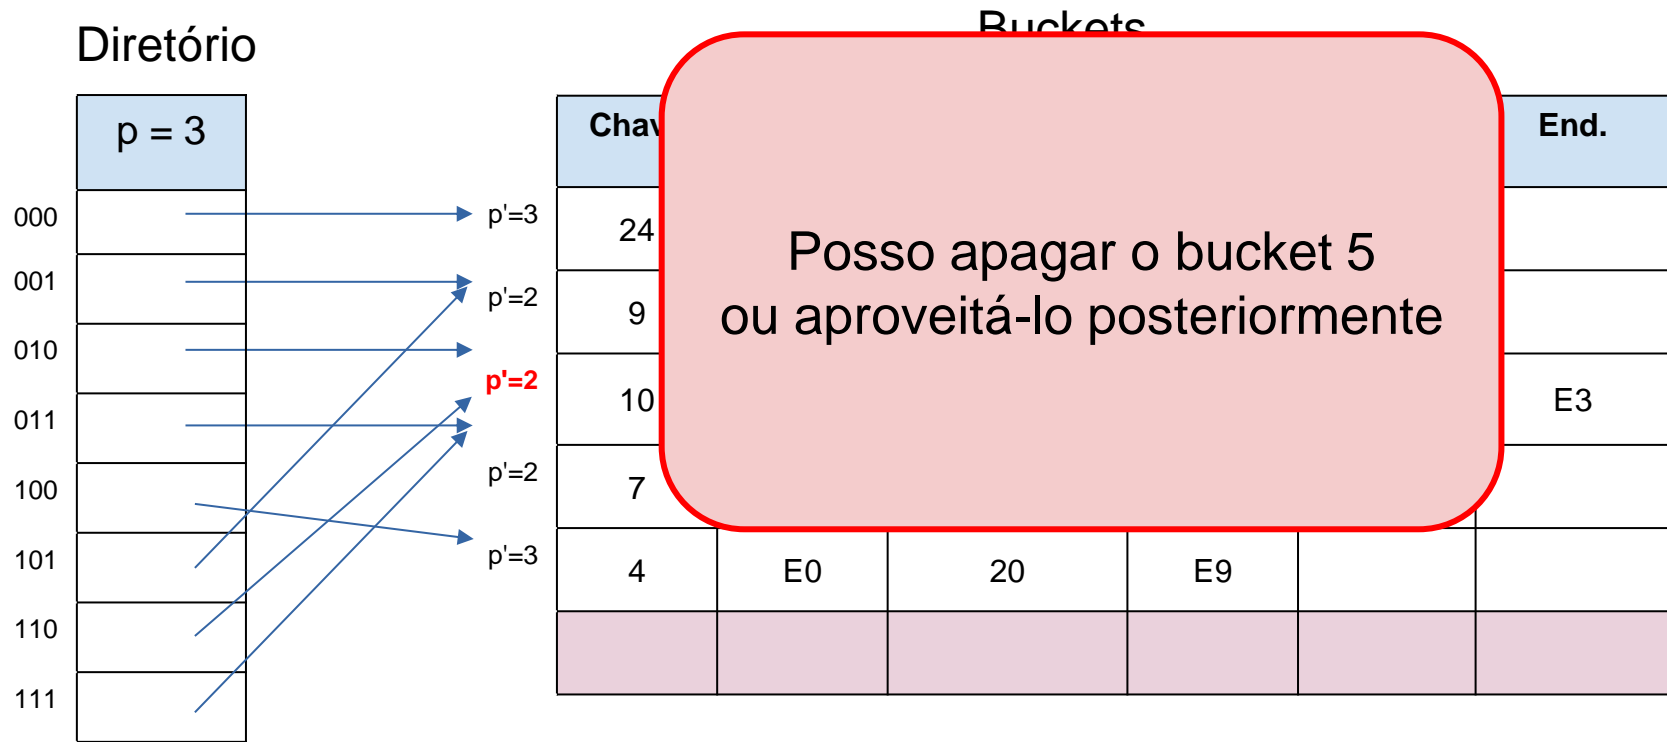 Diretório
Buckets
p = 3
Chav
End.
000
p'=3
24
001
p'=2
9
010
p'=2
10
E3
011
p'=2
7
100
p'=3
4
E0
20
E9
101
110
111
Posso apagar o bucket 5
ou aproveitá-lo posteriormente